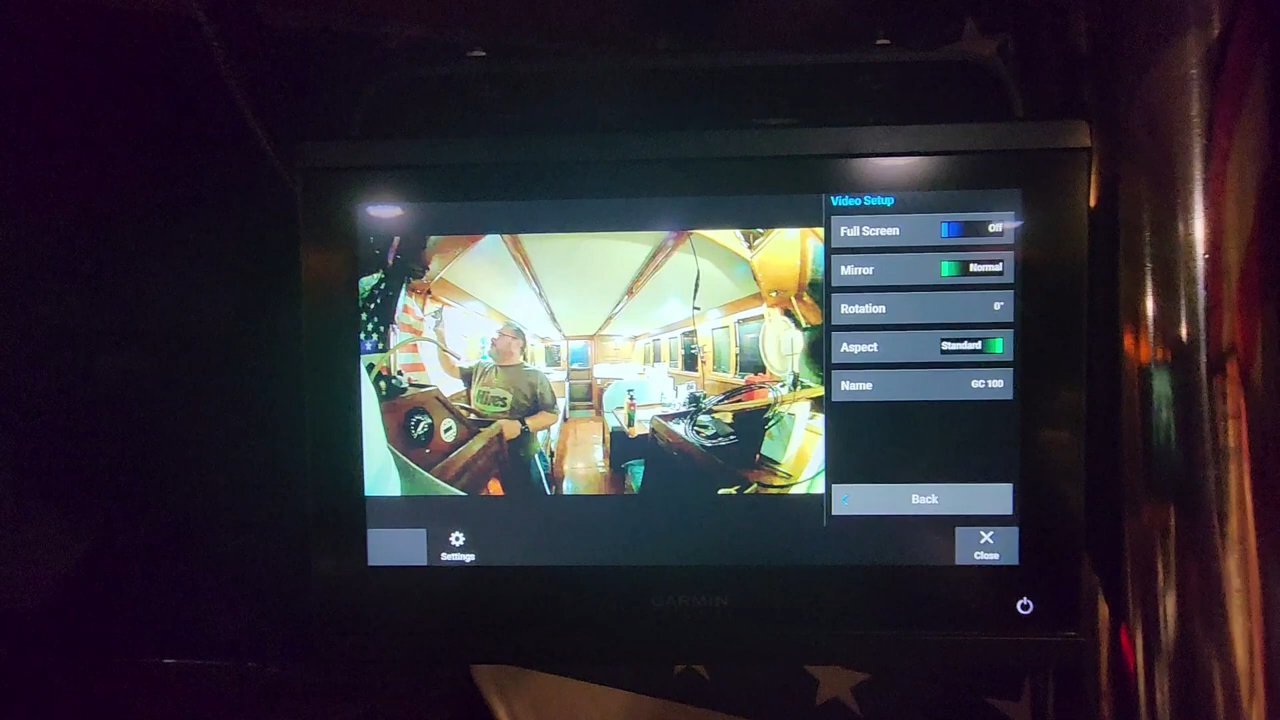 Video Setup
Full Screen Off
Mirror Normal
Rotation 0°
Aspect Standard
Name GC 100
Back
Settings
Close
GARMIN